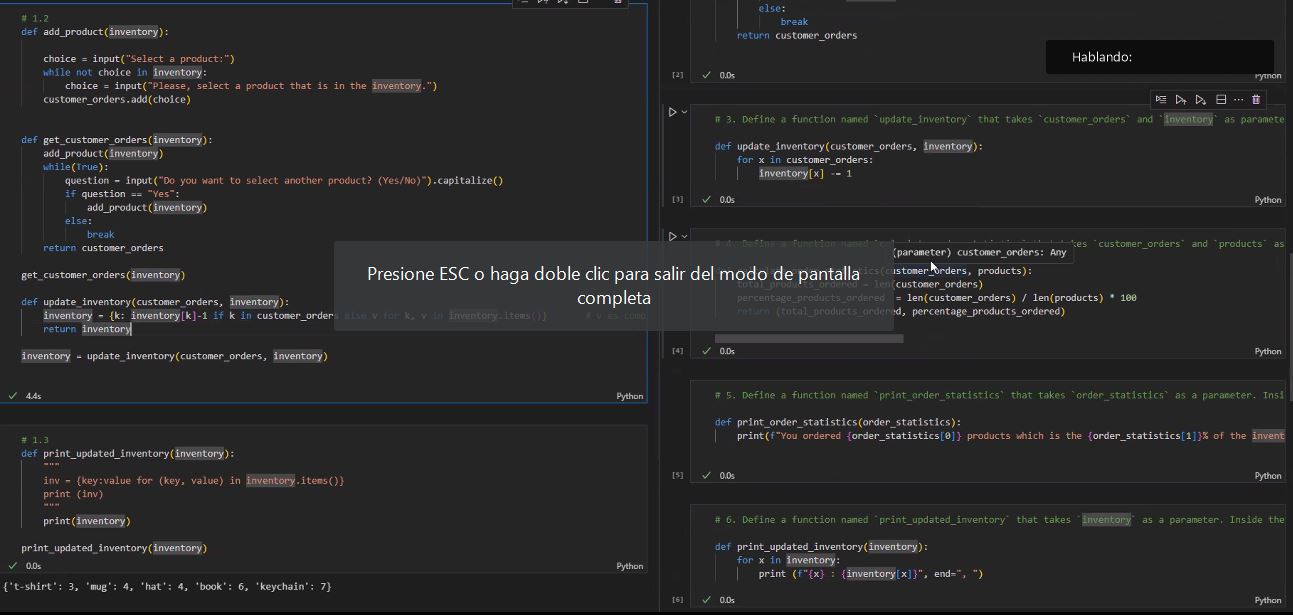 # 1.2
def add_product(inventory):
choice = input("Select a product:")
while not choice in inventory:
choice = input("Please, select a product that is in the inventory.")
customer_orders.add(choice)
def get_customer_orders(inventory):
add_product(inventory)
while(True):
question = input("Do you want to select another product? (Yes/No)").capitalize()
if question == "Yes":
add_product(inventory)
else:
break
return customer_orders
get_customer_orders(inventory)
def update_inventory(customer_orders, inventory):
inventory = {k: inventory[k]-1 if k in customer_orders else v for k, v in inventory.items()} # v es como
return inventory
inventory = update_inventory(customer_orders, inventory)
4.4s
Python
# 1.3
def print_updated_inventory(inventory):
"""
inv = {key:value for (key, value) in inventory.items()}
print (inv)
"""
print(inventory)
print_updated_inventory(inventory)
0.0s
Python
{'t-shirt': 3, 'mug': 4, 'hat': 4, 'book': 6, 'keychain': 7}
Presione ESC o haga doble clic para salir del modo de pantalla
completa
else:
break
return customer_orders
Hablando:
[2]
0.0s
Python
# 3. Define a function named `update_inventory` that takes `customer_orders` and `inventory` as paramete
def update_inventory(customer_orders, inventory):
for x in customer_orders:
inventory[x] -= 1
[3]
0.0s
Python
takes `customer_orders` and `products` as
(parameter) customer_orders: Any
(customer_orders, products):
total_products_ordered = len(customer_orders)
percentage_products_ordered = len(customer_orders) / len(products) * 100
return (total_products_ordered, percentage_products_ordered)
[4]
0.0s
Python
# 5. Define a function named `print_order_statistics` that takes `order_statistics` as a parameter. Insi
def print_order_statistics(order_statistics):
print(f"You ordered {order_statistics[0]} products which is the {order_statistics[1]}% of the invent
[5]
0.0s
Python
# 6. Define a function named `print_updated_inventory` that takes `inventory` as a parameter. Inside the
def print_updated_inventory(inventory):
for x in inventory:
print (f"{x} : {inventory[x]}", end=", ")
[6]
0.0s
Python